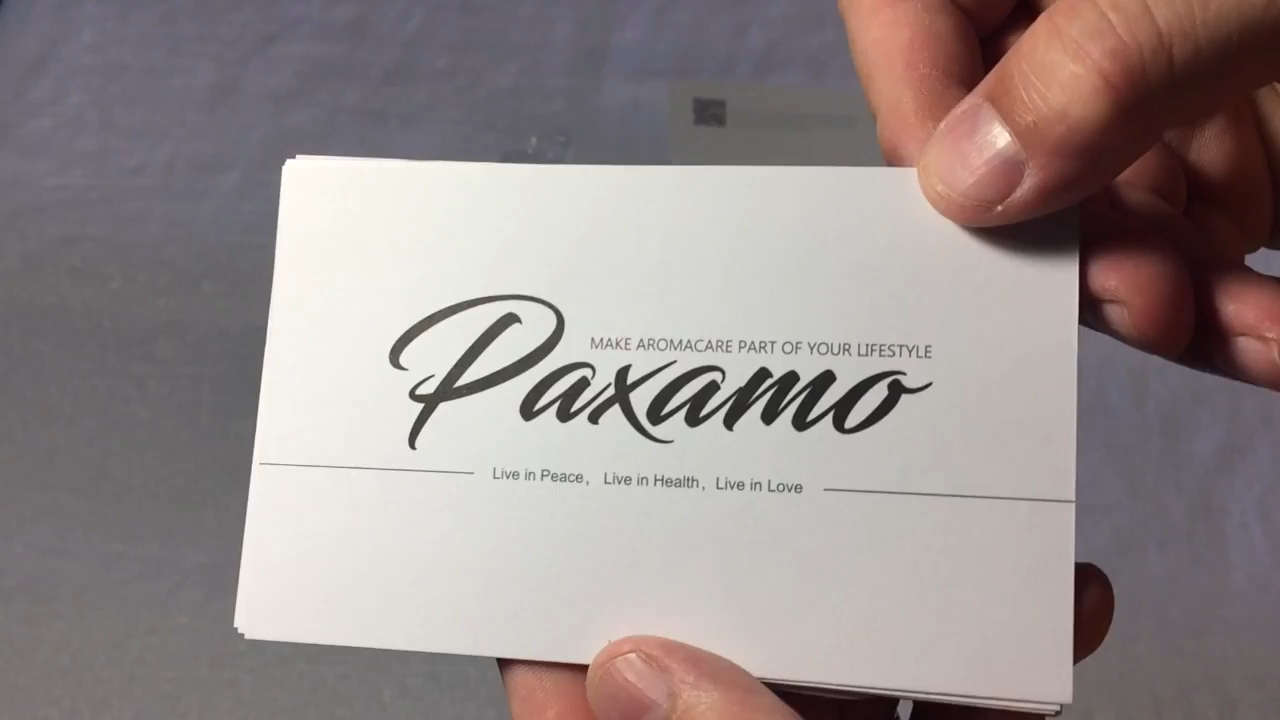 MAKE AROMACARE PART OF YOUR LIFESTYLE
Paxamo
Live in Peace, Live in Health, Live in Love